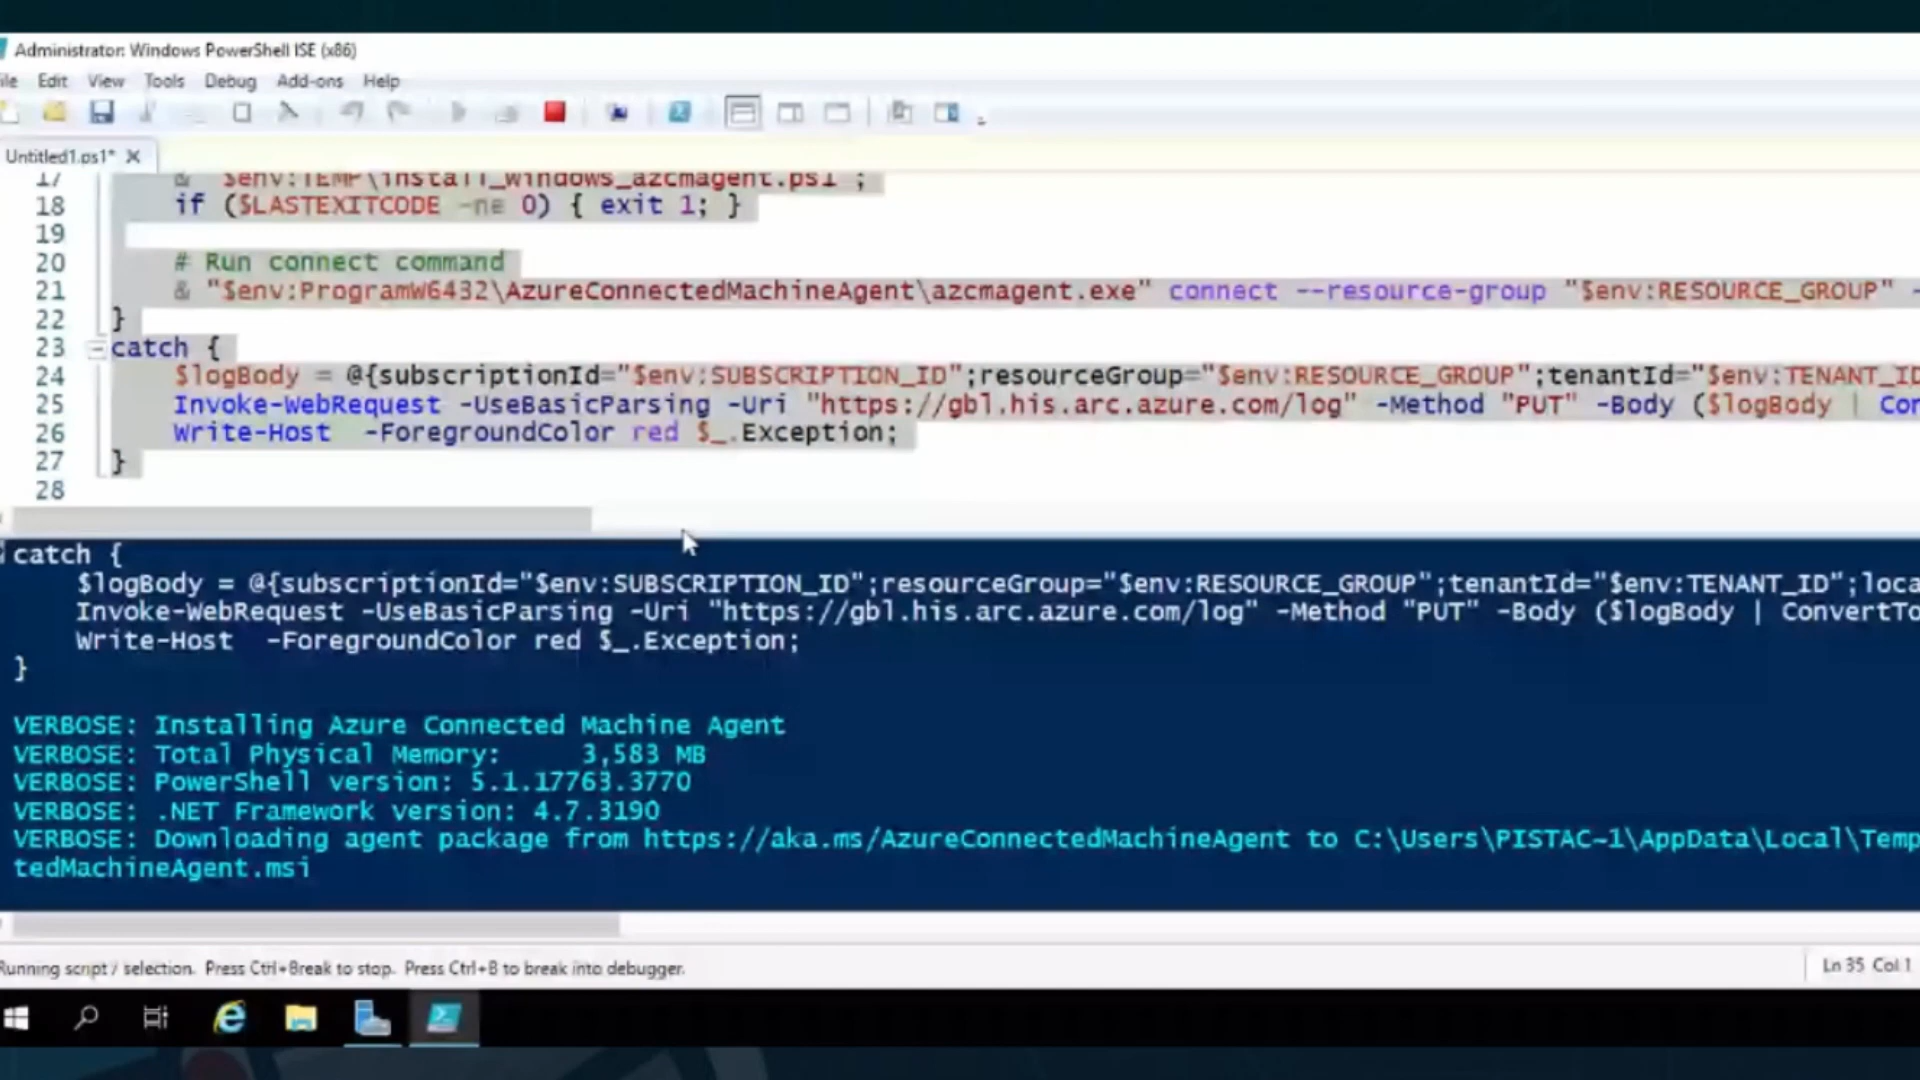 Administrator: Windows PowerShell ISE (x86)
ile Edit View Tools Debug Add-ons Help
Untitled1.ps1* X
17 & $env:TEMP\install_windows_azcmagent.ps1 ;
18 if ($LASTEXITCODE -ne 0) { exit 1; }
19
20 # Run connect command
21 & "$env:ProgramW6432\AzureConnectedMachineAgent\azcmagent.exe" connect --resource-group "$env:RESOURCE_GROUP" -
22 }
23 catch {
24 $logBody = @{subscriptionId="$env:SUBSCRIPTION_ID";resourceGroup="$env:RESOURCE_GROUP";tenantId="$env:TENANT_ID
25 Invoke-WebRequest -UseBasicParsing -Uri "https://gbl.his.arc.azure.com/log" -Method "PUT" -Body ($logBody | Con
26 Write-Host -ForegroundColor red $_.Exception;
27 }
28
catch {
$logBody = @{subscriptionId="$env:SUBSCRIPTION_ID";resourceGroup="$env:RESOURCE_GROUP";tenantId="$env:TENANT_ID";loca
Invoke-WebRequest -UseBasicParsing -Uri "https://gbl.his.arc.azure.com/log" -Method "PUT" -Body ($logBody | ConvertTo
Write-Host -ForegroundColor red $_.Exception;
}
VERBOSE: Installing Azure Connected Machine Agent
VERBOSE: Total Physical Memory: 3,583 MB
VERBOSE: PowerShell version: 5.1.17763.3770
VERBOSE: .NET Framework version: 4.7.3190
VERBOSE: Downloading agent package from https://aka.ms/AzureConnectedMachineAgent to C:\Users\PISTAC~1\AppData\Local\Temp
tedMachineAgent.msi
Running script / selection. Press Ctrl+Break to stop. Press Ctrl+B to break into debugger.
Ln 35 Col 1